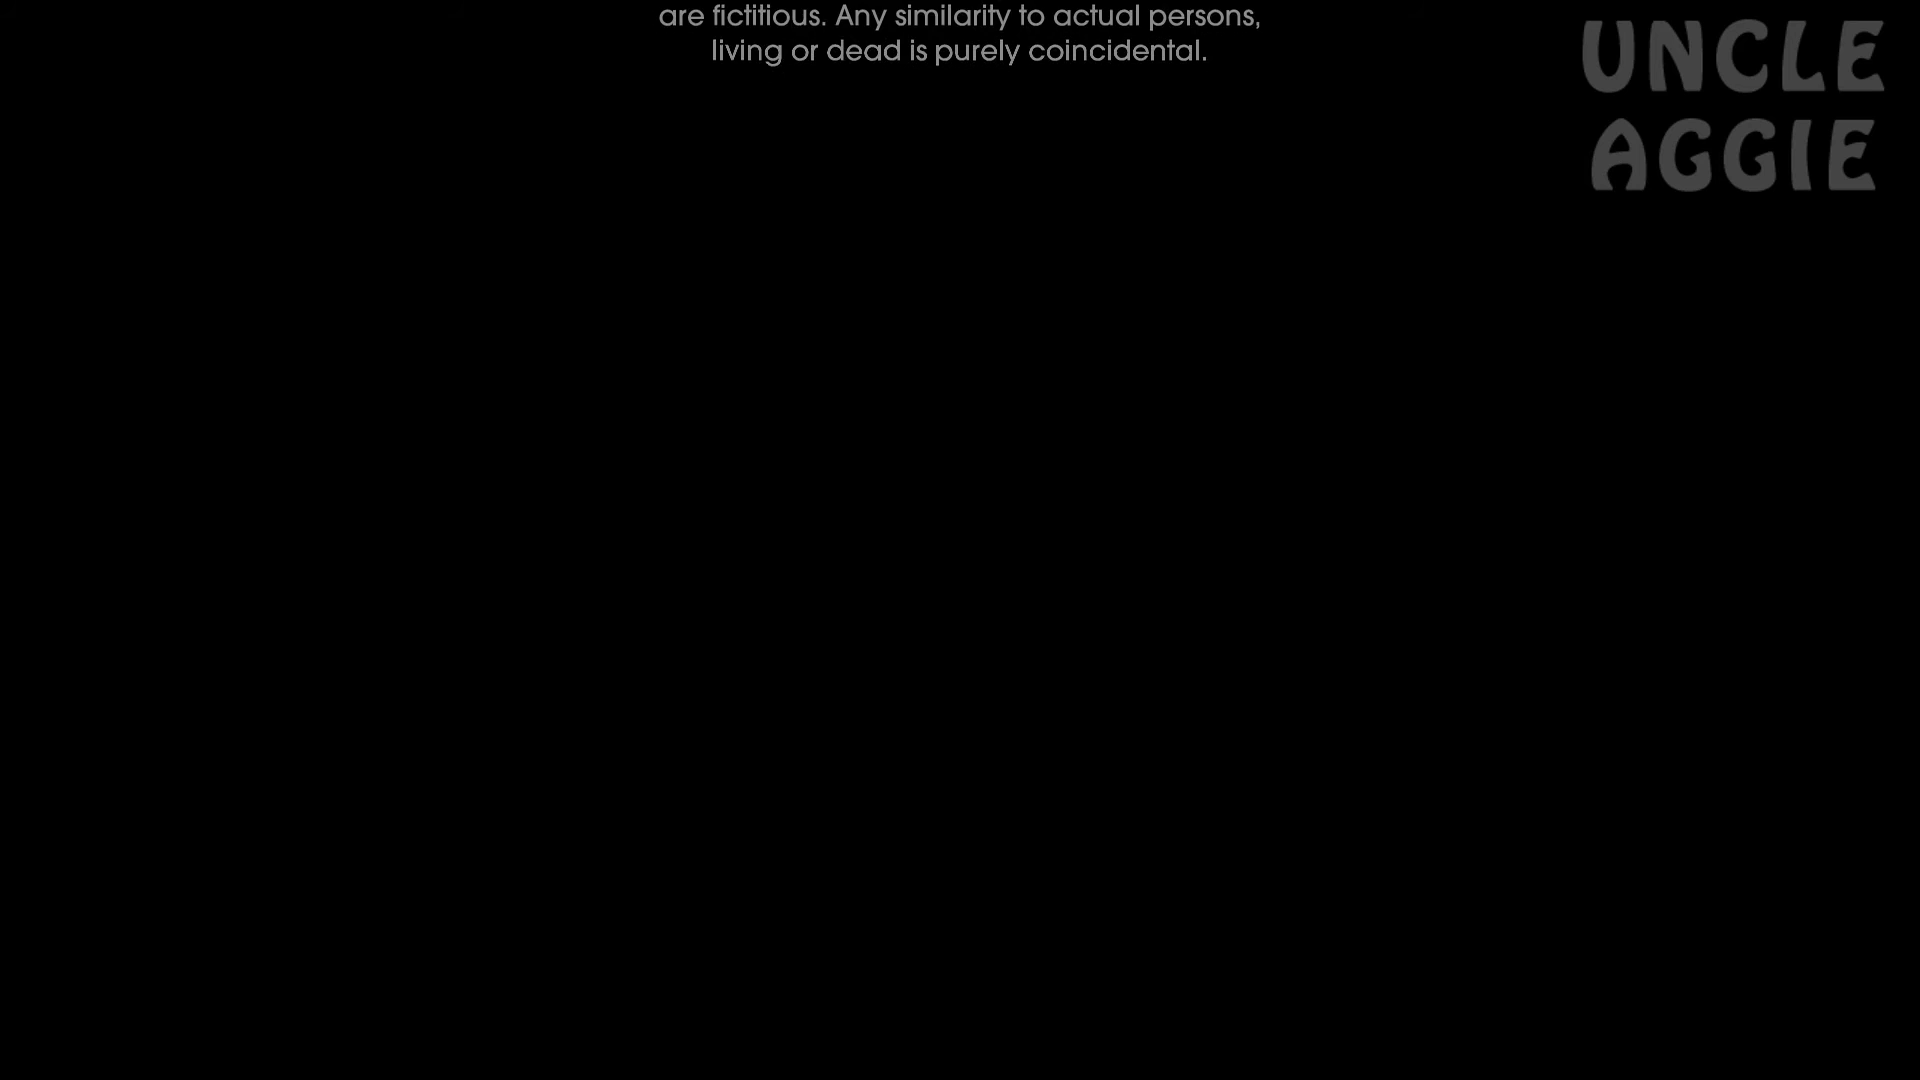 are fictitious. Any similarity to actual persons,
living or dead is purely coincidental.
UNCLE
AGGIE